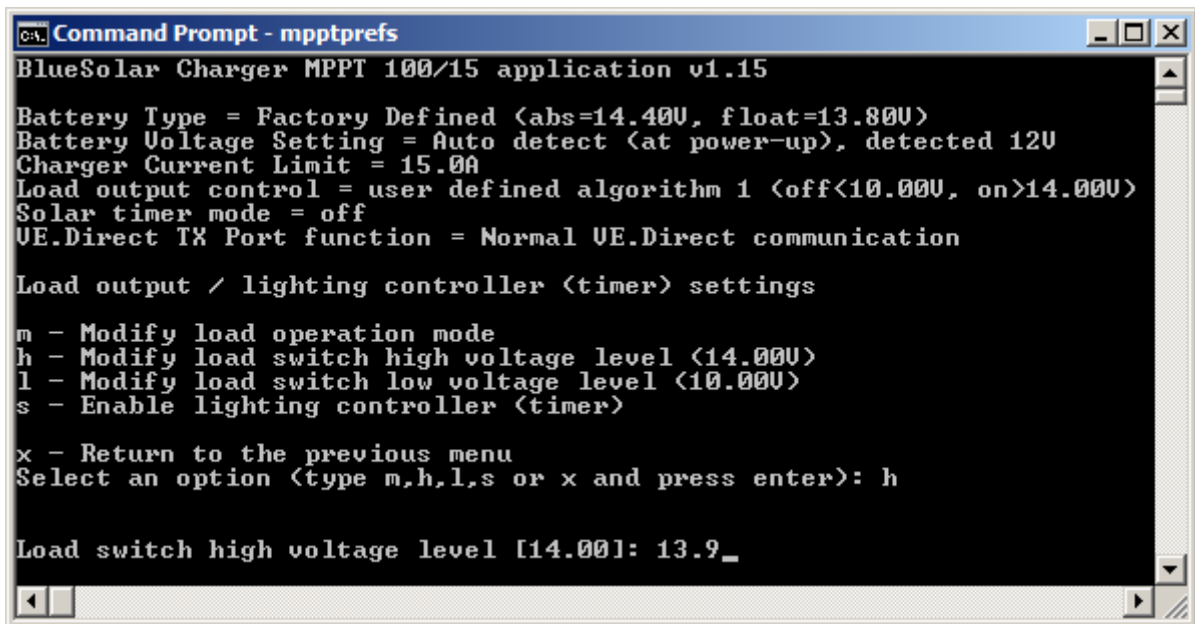 Command Prompt - mpptprefs
BlueSolar Charger MPPT 100/15 application v1.15
Battery Type = Factory Defined (abs=14.40V, float=13.80V)
Battery Voltage Setting = Auto detect (at power-up), detected 12V
Charger Current Limit = 15.0A
Load output control = user defined algorithm 1 (off<10.00V, on>14.00V)
Solar timer mode = off
VE.Direct TX Port function = Normal VE.Direct communication
Load output / lighting controller (timer) settings
m - Modify load operation mode
h - Modify load switch high voltage level (14.00V)
l - Modify load switch low voltage level (10.00V)
s - Enable lighting controller (timer)
x - Return to the previous menu
Select an option (type m,h,l,s or x and press enter): h
Load switch high voltage level [14.00]: 13.9_